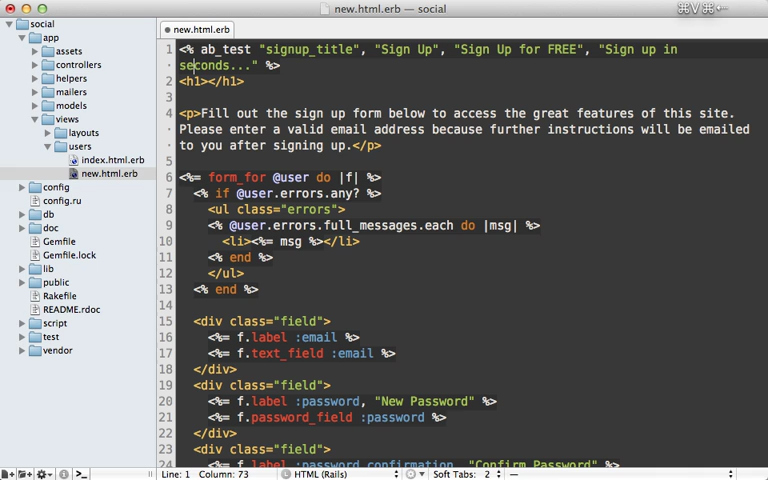 new.html.erb — social
⌘V ⌘←
social
app
assets
controllers
helpers
mailers
models
views
layouts
users
index.html.erb
new.html.erb
config
config.ru
db
doc
Gemfile
Gemfile.lock
lib
public
Rakefile
README.rdoc
script
test
vendor
new.html.erb
1 <% ab_test "signup_title", "Sign Up", "Sign Up for FREE", "Sign up in
seconds..." %>
2 <h1></h1>
3
4 <p>Fill out the sign up form below to access the great features of this site.
Please enter a valid email address because further instructions will be emailed
to you after signing up.</p>
5
6 <%= form_for @user do |f| %>
7 <% if @user.errors.any? %>
8 <ul class="errors">
9 <% @user.errors.full_messages.each do |msg| %>
10 <li><%= msg %></li>
11 <% end %>
12 </ul>
13 <% end %>
14
15 <div class="field">
16 <%= f.label :email %>
17 <%= f.text_field :email %>
18 </div>
19 <div class="field">
20 <%= f.label :password, "New Password" %>
21 <%= f.password_field :password %>
22 </div>
23 <div class="field">
24 <%= f.label :password_confirmation, "Confirm Password" %>
Line: 1 Column: 73
HTML (Rails)
Soft Tabs: 2
—